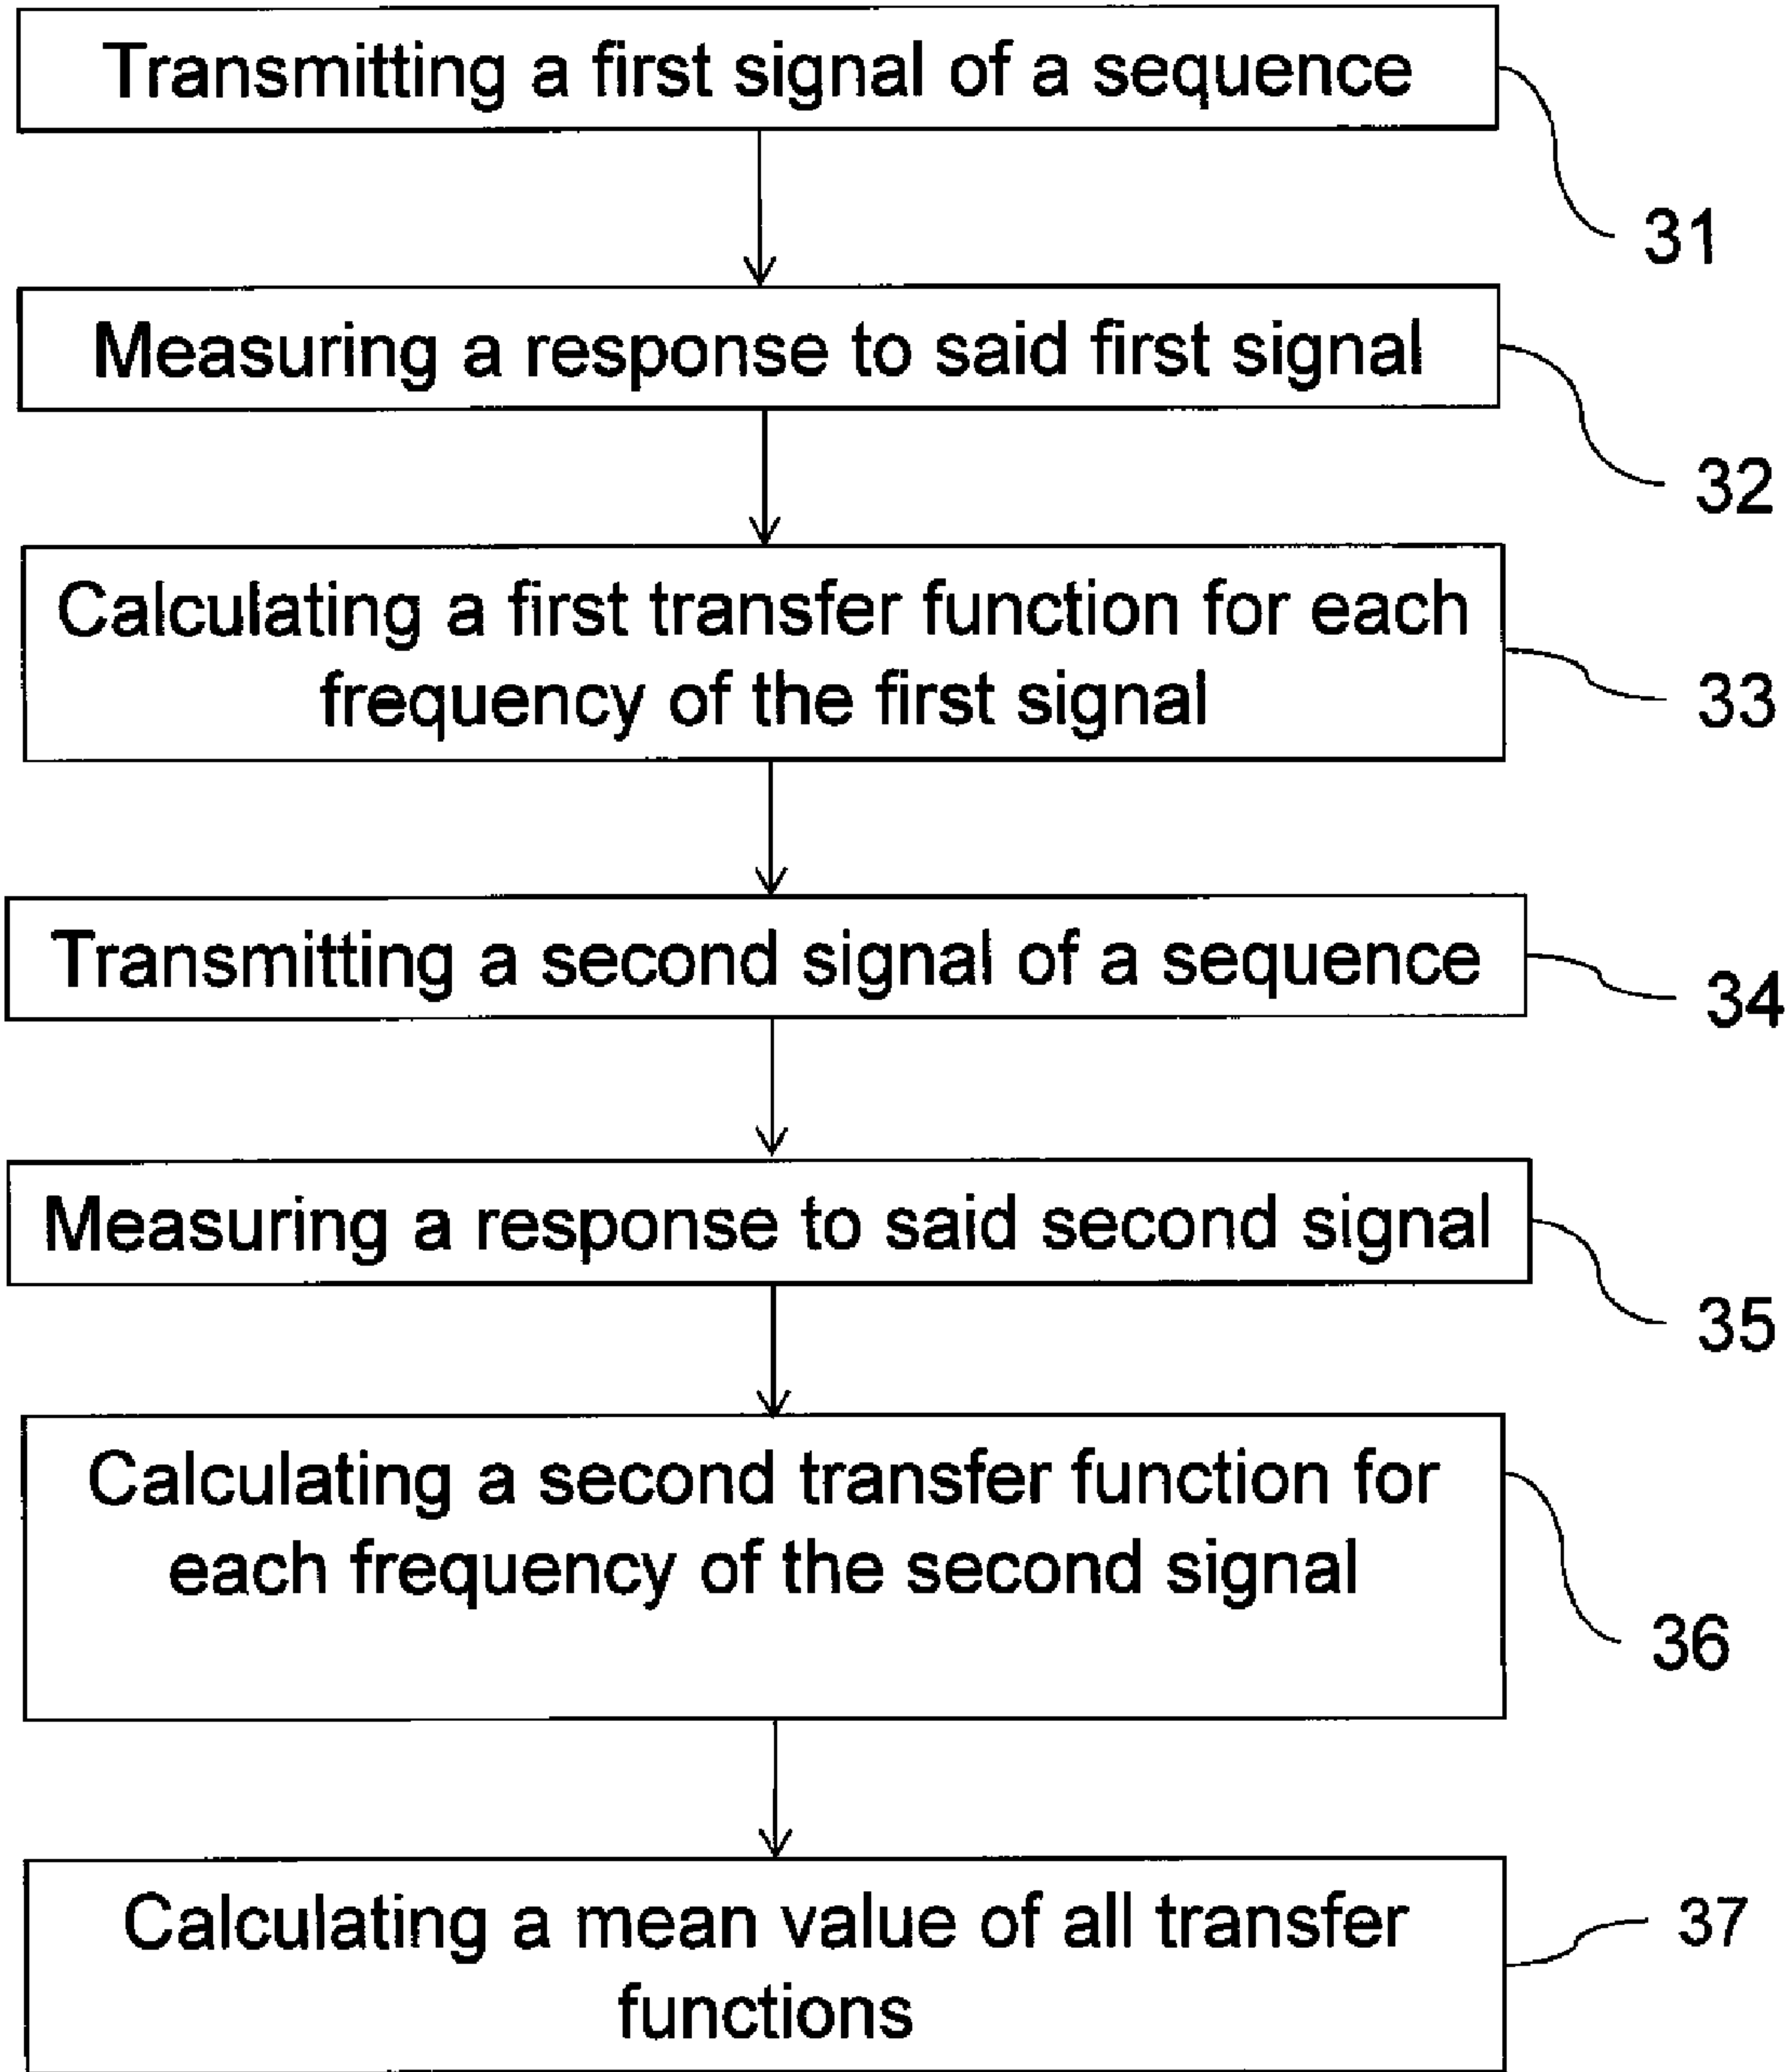 Transmitting a first signal of a sequence
31
Measuring a response to said first signal
32
Calculating a first transfer function for each
frequency of the first signal
33
Transmitting a second signal of a sequence
34
Measuring a response to said second signal
35
Calculating a second transfer function for
each frequency of the second signal
36
Calculating a mean value of all transfer
functions
37